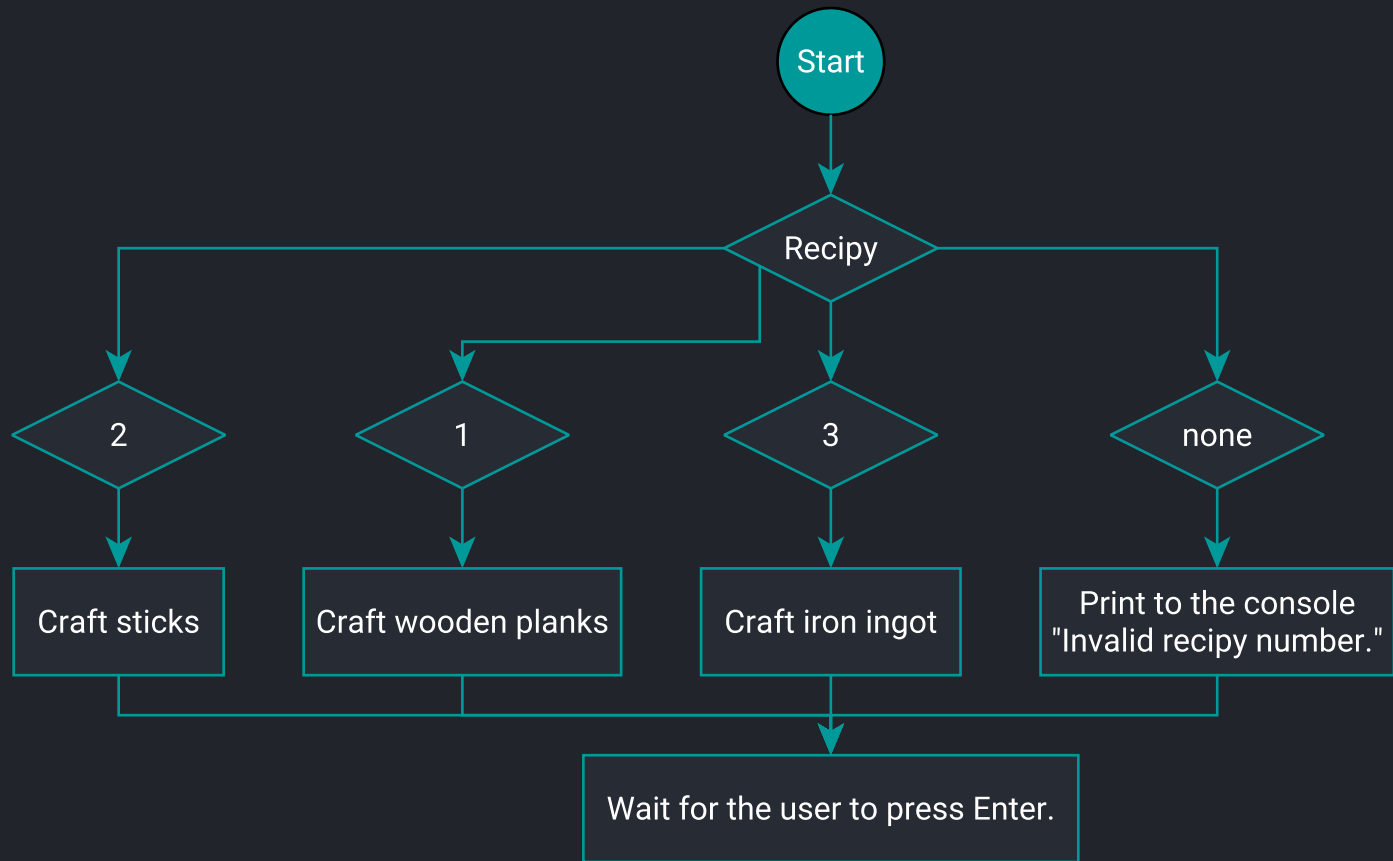 Start
Recipy
2
1
3
none
Craft sticks
Craft wooden planks
Craft iron ingot
Print to the console
"Invalid recipy number."
Wait for the user to press Enter.